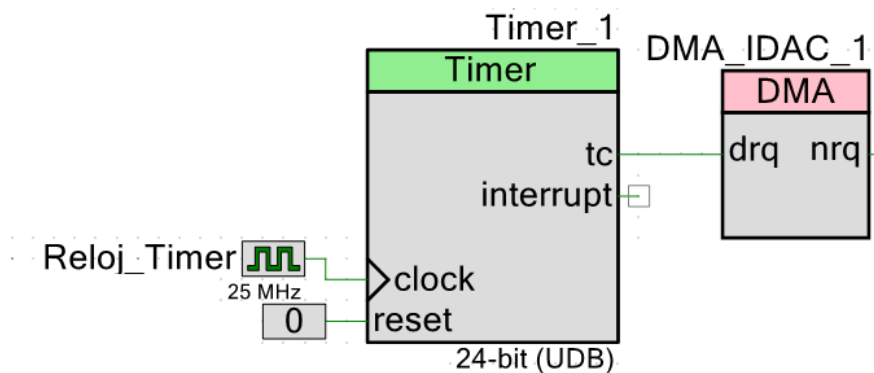 Timer_1
Timer
tc
interrupt
Reloj_Timer
25 MHz
clock
0
reset
24-bit (UDB)
DMA_IDAC_1
DMA
drq nrq